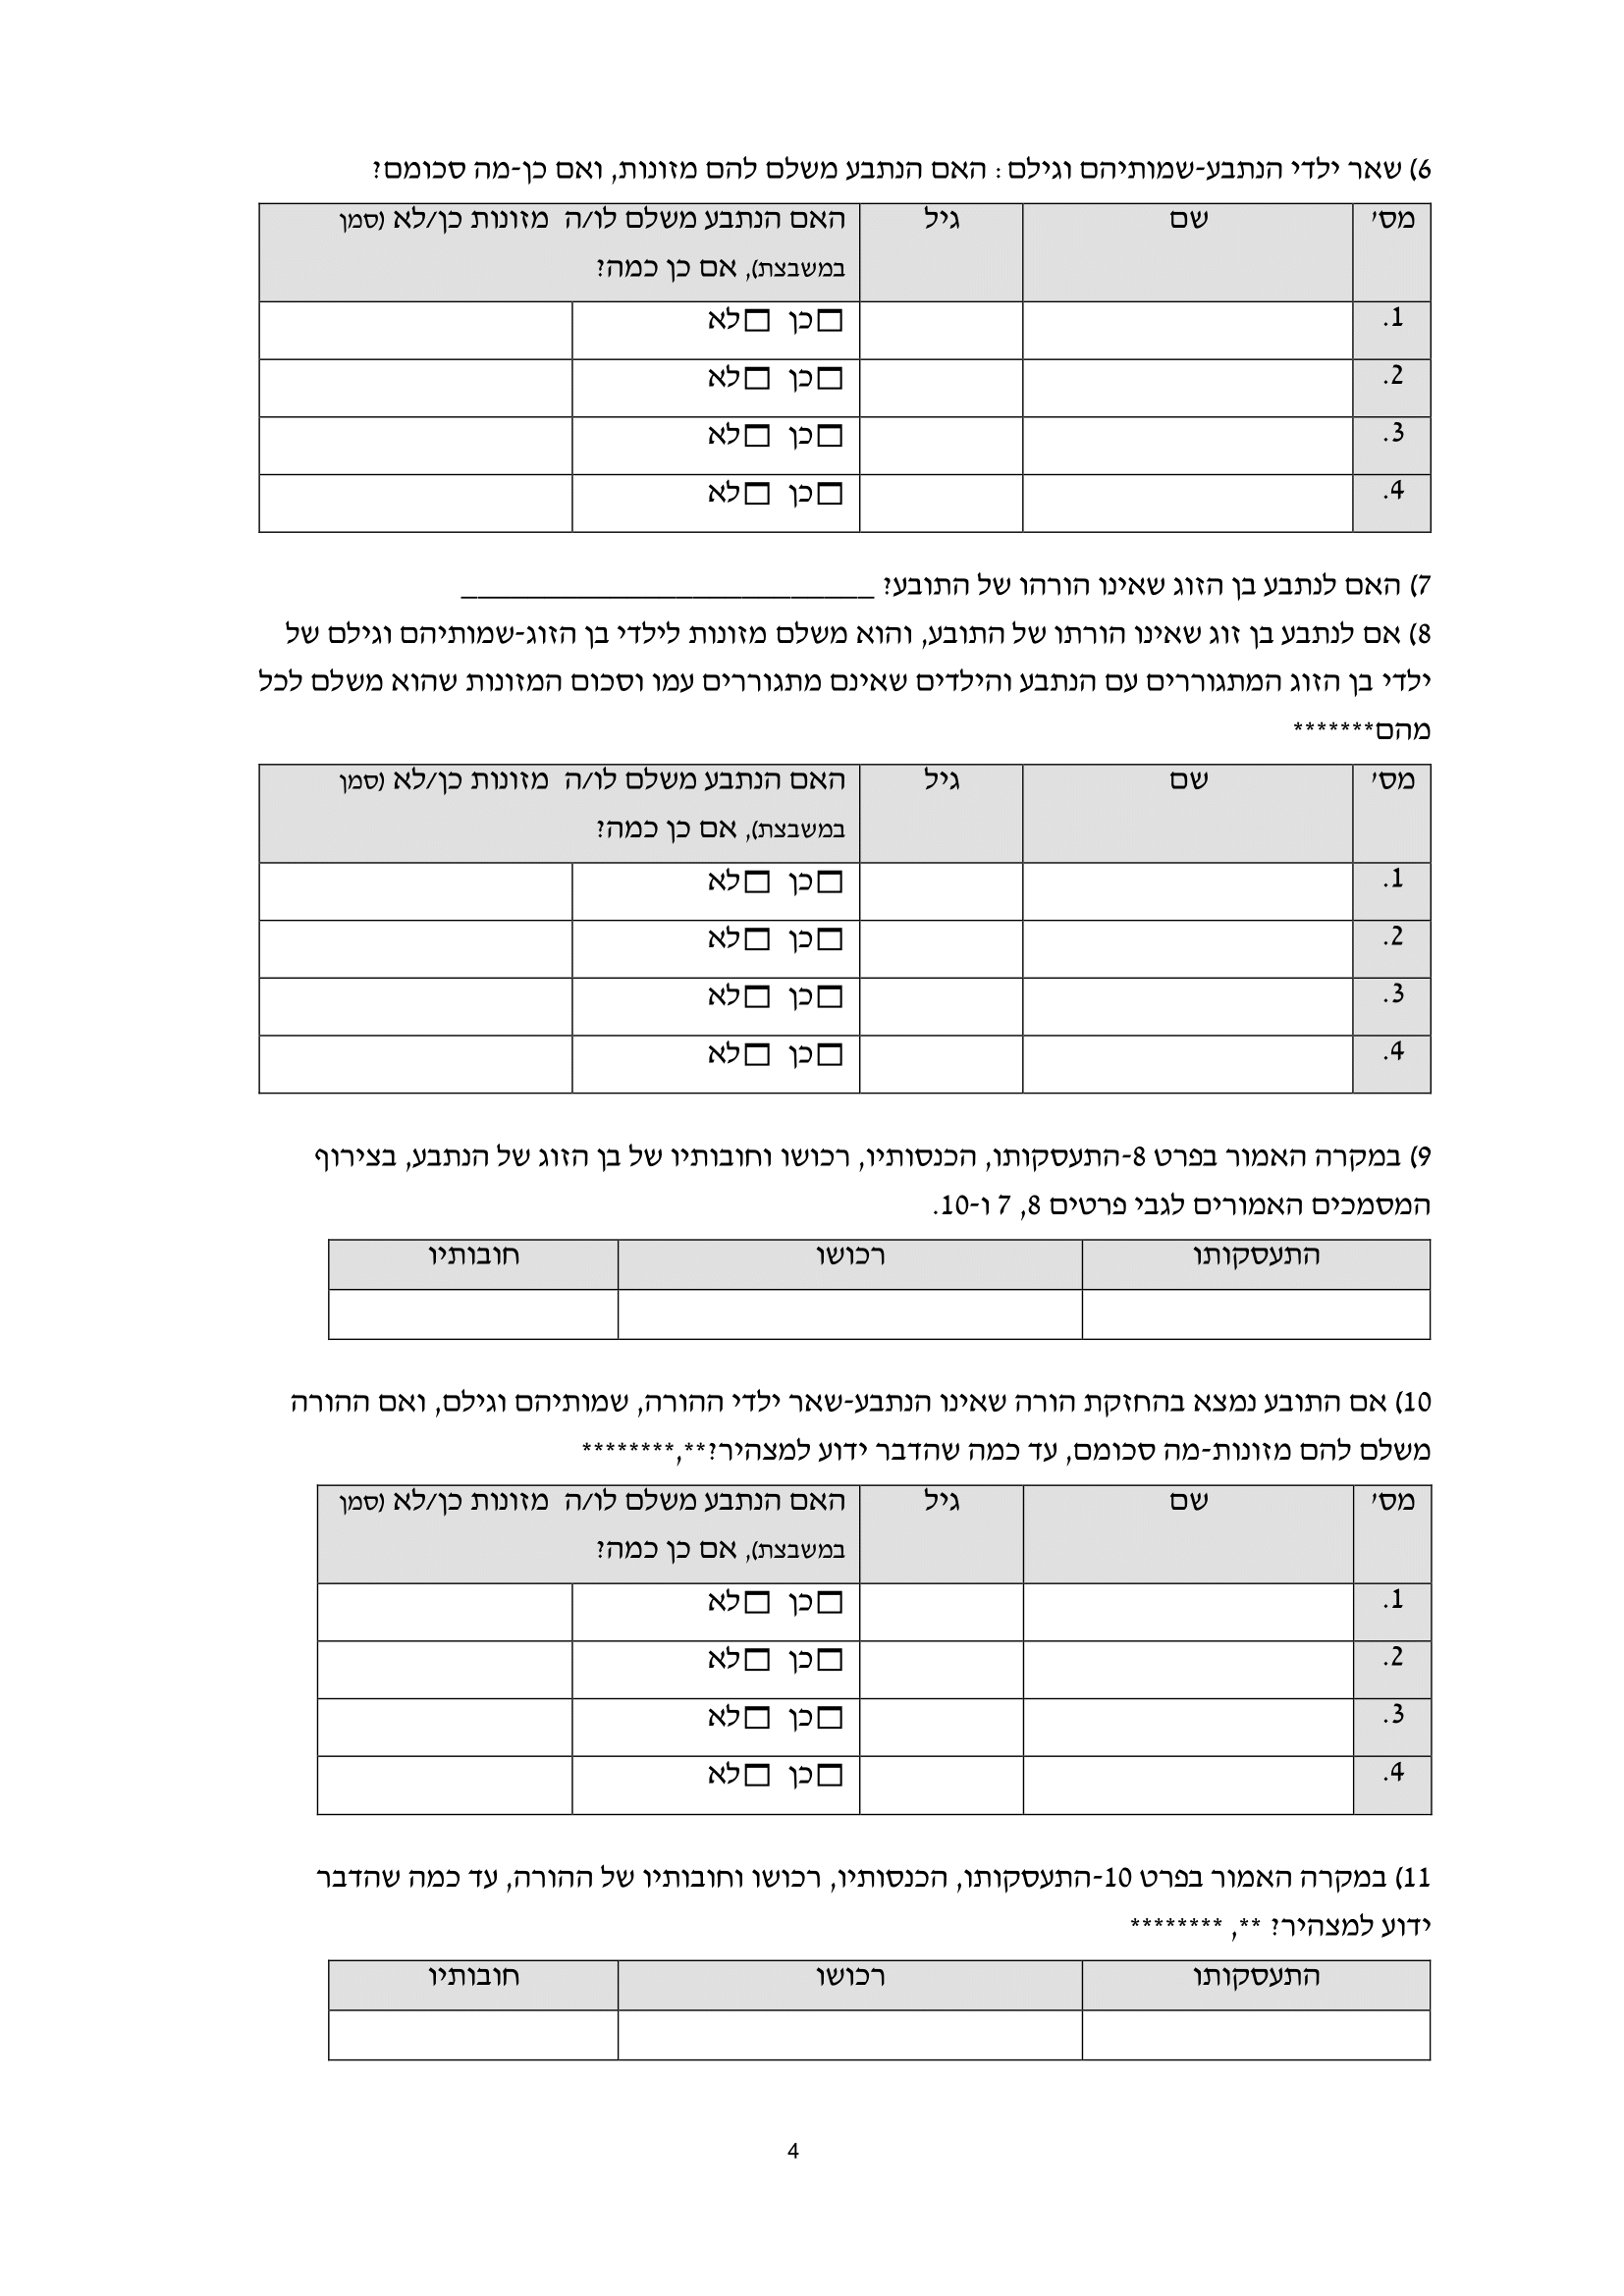 6) שאר ילדי הנתבע-שמותיהם וגילם: האם הנתבע משלם להם מזונות, ואם כן-מה סכומם?
מס' שם גיל האם הנתבע משלם לו/ה מזונות כן/לא (סמן
במשבצת), אם כן כמה?
1. ☐כן ☐לא
2. ☐כן ☐לא
3. ☐כן ☐לא
4. ☐כן ☐לא
7) האם לנתבע בן הזוג שאינו הורהו של התובע? _________________________
8) אם לנתבע בן זוג שאינו הורתו של התובע, והוא משלם מזונות לילדי בן הזוג-שמותיהם וגילם של
ילדי בן הזוג המתגוררים עם הנתבע והילדים שאינם מתגוררים עמו וסכום המזונות שהוא משלם לכל
מהם*******
מס' שם גיל האם הנתבע משלם לו/ה מזונות כן/לא (סמן
במשבצת), אם כן כמה?
1. ☐כן ☐לא
2. ☐כן ☐לא
3. ☐כן ☐לא
4. ☐כן ☐לא
9) במקרה האמור בפרט 8-התעסקותו, הכנסותיו, רכושו וחובותיו של בן הזוג של הנתבע, בצירוף
המסמכים האמורים לגבי פרטים 8, 7 ו-10.
התעסקותו רכושו חובותיו
10) אם התובע נמצא בהחזקת הורה שאינו הנתבע-שאר ילדי ההורה, שמותיהם וגילם, ואם ההורה
משלם להם מזונות-מה סכומם, עד כמה שהדבר ידוע למצהיר?**,********
מס' שם גיל האם הנתבע משלם לו/ה מזונות כן/לא (סמן
במשבצת), אם כן כמה?
1. ☐כן ☐לא
2. ☐כן ☐לא
3. ☐כן ☐לא
4. ☐כן ☐לא
11) במקרה האמור בפרט 10-התעסקותו, הכנסותיו, רכושו וחובותיו של ההורה, עד כמה שהדבר
ידוע למצהיר? **, ********
התעסקותו רכושו חובותיו
4